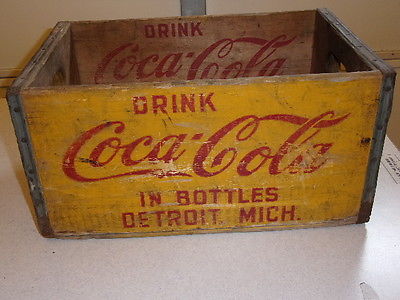 DRINK
Coca-Cola
DRINK
Coca-Cola
IN BOTTLES
DETROIT, MICH.